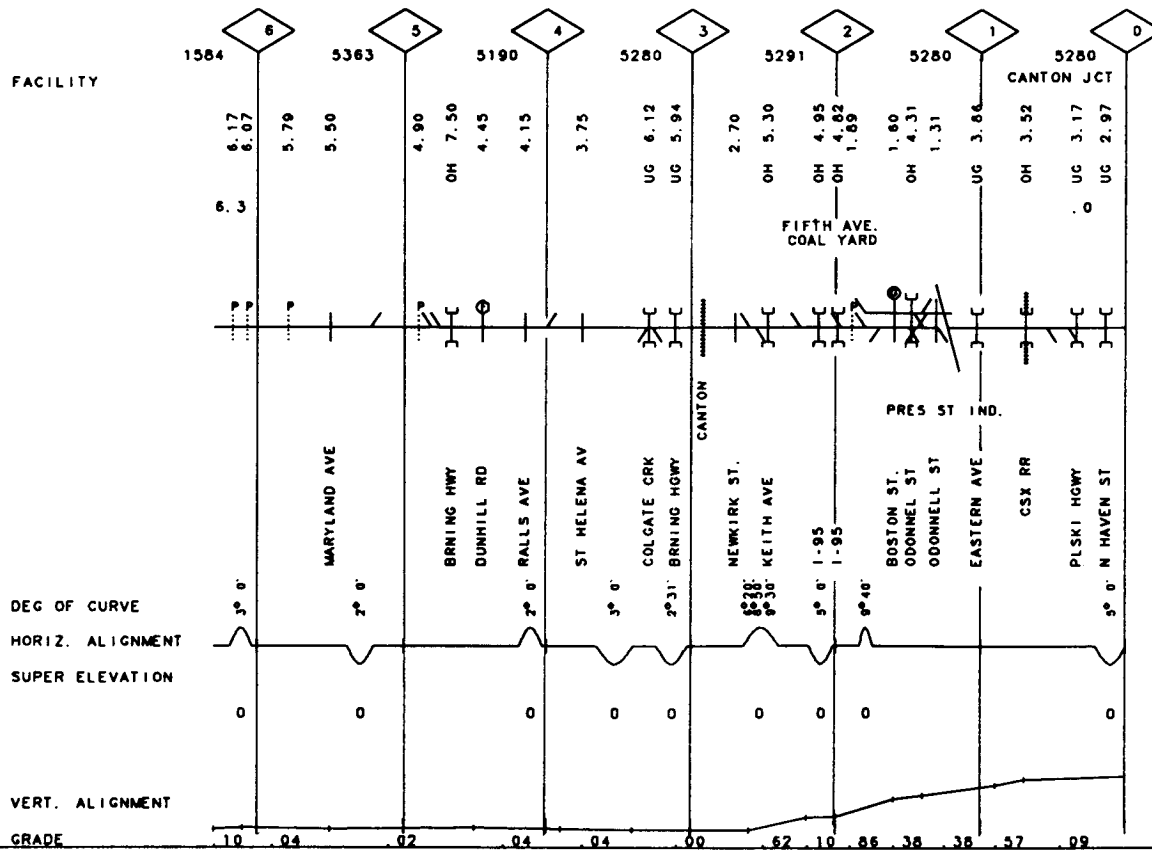 6 5 4 3 2 1 0
1584 5363 5190 5280 5291 5280 5280
FACILITY
CANTON JCT
6.17
6.07
5.79
5.50
4.90
OH 7.50
4.45
4.15
3.75
UG 6.12
UG 5.94
2.70
OH 5.30
OH 4.95
OH 4.82
1.89
1.60
OH 4.31
1.31
UG 3.86
OH 3.52
UG 3.17
UG 2.97
6.3
.0
FIFTH AVE.
COAL YARD
P P P P P
CANTON
PRES ST IND.
MARYLAND AVE
BRNING HWY
DUNHILL RD
RALLS AVE
ST HELENA AV
COLGATE CRK
BRNING HGWY
NEWKIRK ST.
KEITH AVE
I-95
I-95
BOSTON ST.
ODONNEL ST
ODONNELL ST
EASTERN AVE
CSX RR
PLSKI HGWY
N HAVEN ST
DEG OF CURVE
3° 0' 2° 0' 2° 0' 3° 0' 2° 31' 9° 30' 5° 0' 9° 40' 5° 0'
HORIZ. ALIGNMENT
SUPER ELEVATION
0 0 0 0 0 0 0 0 0
VERT. ALIGNMENT
GRADE .10 .04 .02 .04 .04 .00 .62 .10 .86 .38 .38 .57 .09